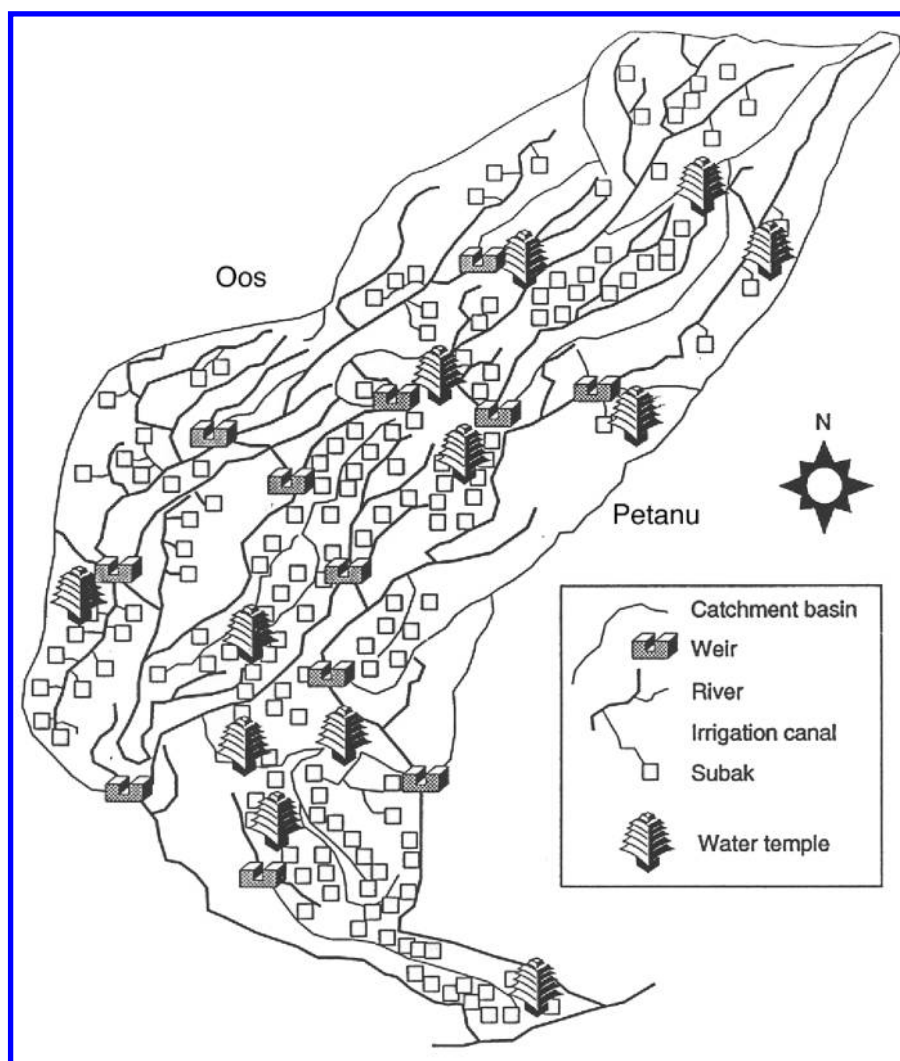 Oos
N
Petanu
Catchment basin
Weir
River
Irrigation canal
Subak
Water temple